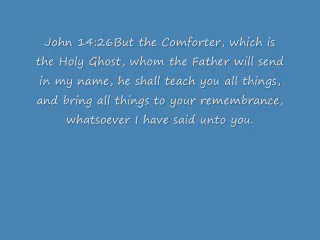 John 14:26But the Comforter, which is
the Holy Ghost, whom the Father will send
in my name, he shall teach you all things,
and bring all things to your remembrance,
whatsoever I have said unto you.